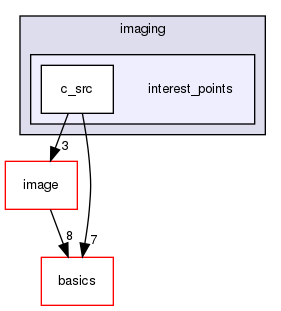 imaging
c_src
interest_points
3
image
8
7
basics